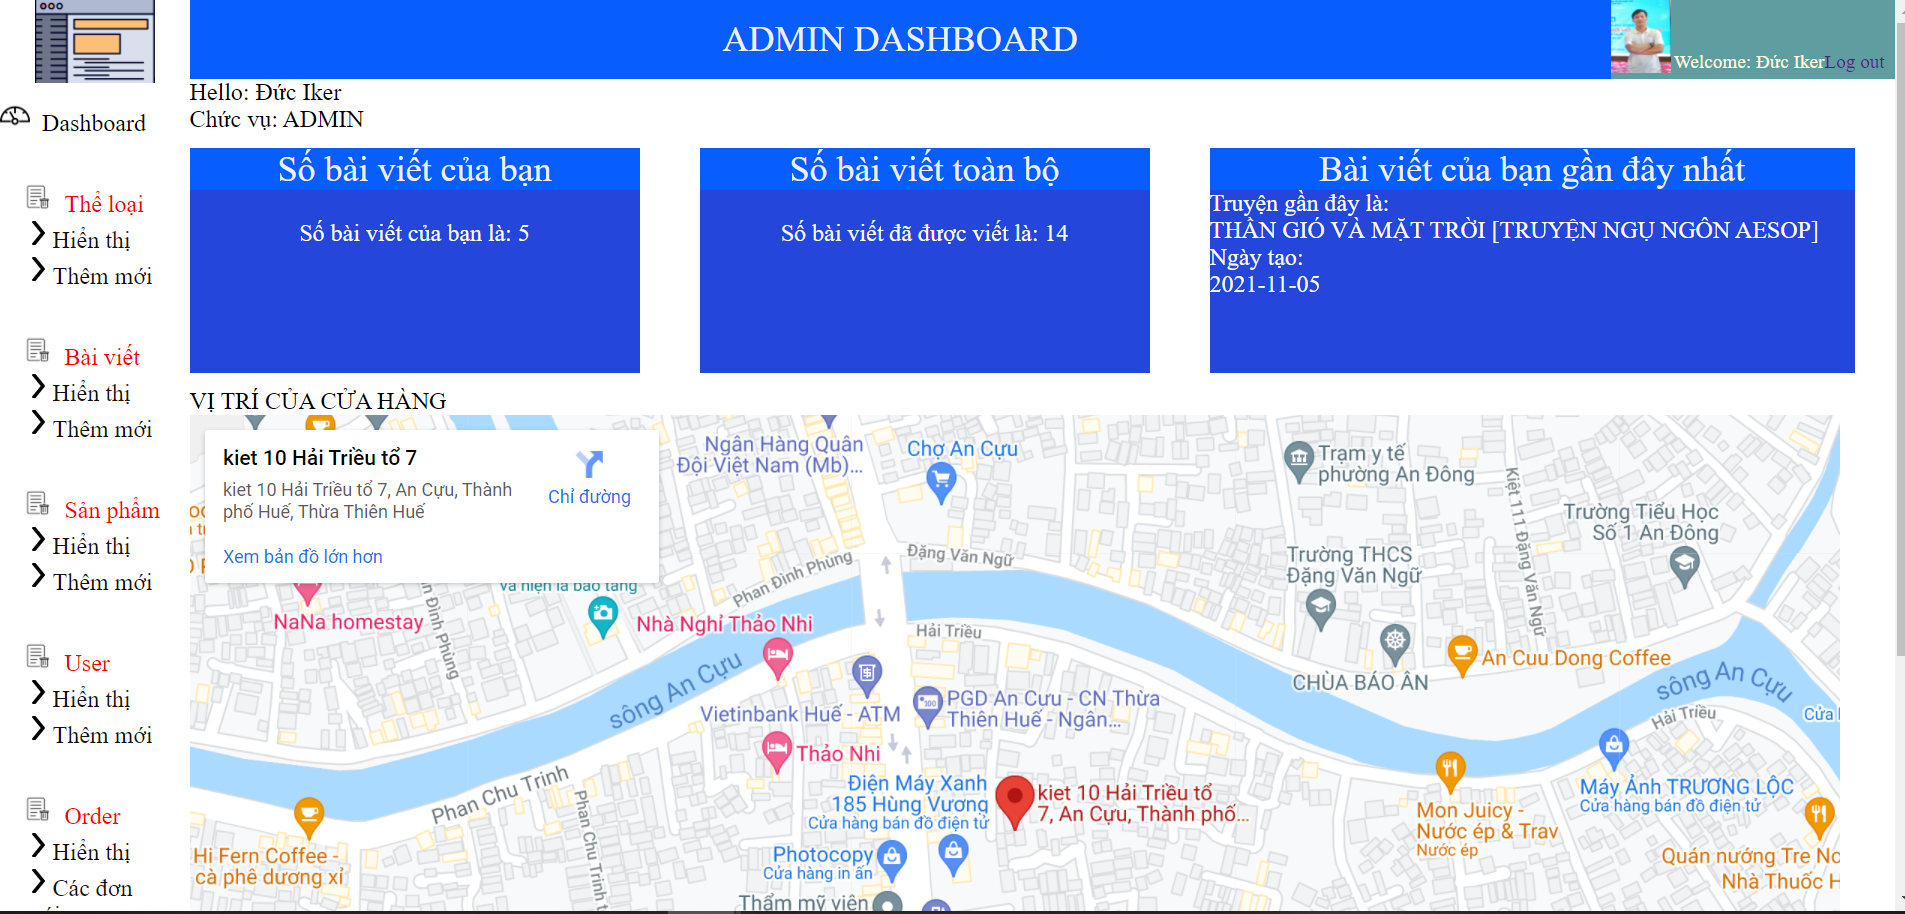 ADMIN DASHBOARD
Welcome: Đức Iker
Log out
Dashboard
Thể loại
Hiển thị
Thêm mới
Bài viết
Hiển thị
Thêm mới
Sản phẩm
Hiển thị
Thêm mới
User
Hiển thị
Thêm mới
Order
Hiển thị
Các đơn
Hello: Đức Iker
Chức vụ: ADMIN
Số bài viết của bạn
Số bài viết của bạn là: 5
Số bài viết toàn bộ
Số bài viết đã được viết là: 14
Bài viết của bạn gần đây nhất
Truyện gần đây là:
THẦN GIÓ VÀ MẶT TRỜI [TRUYỆN NGỤ NGÔN AESOP]
Ngày tạo:
2021-11-05
VỊ TRÍ CỦA CỬA HÀNG
kiet 10 Hải Triều tổ 7
kiet 10 Hải Triều tổ 7, An Cựu, Thành
phố Huế, Thừa Thiên Huế
Chỉ đường
Xem bản đồ lớn hơn
Ngân Hàng Quân
Đội Việt Nam (Mb)...
Chợ An Cựu
Trạm y tế
phường An Đông
Kiệt 111 Đặng Văn Ngữ
Trường Tiểu Học
Số 1 An Đông
Trường THCS
Đặng Văn Ngữ
Đặng Văn Ngữ
Phan Đình Phùng
NaNa homestay
Nhà Nghỉ Thảo Nhi
Hải Triều
CHÙA BẢO ÂN
An Cuu Dong Coffee
sông An Cựu
sông An Cựu
Hải Triều
Vietinbank Huế - ATM
PGD An Cưu - CN Thừa
Thiên Huế - Ngân...
Thảo Nhi
Phan Chu Trinh
Phan Chu Trinh
Điện Máy Xanh
185 Hùng Vương
Cửa hàng bán đồ điện tử
kiet 10 Hải Triều tổ
7, An Cựu, Thành phố...
Máy Ảnh TRƯƠNG LỘC
Cửa hàng bán đồ điện tử
Mon Juicy -
Nước ép & Trav
Nước ép
Hi Fern Coffee -
cà phê dương xỉ
Photocopy
Cửa hàng in ấn
Quán nướng Tre
Nhà Thuốc
Thẩm mỹ viện